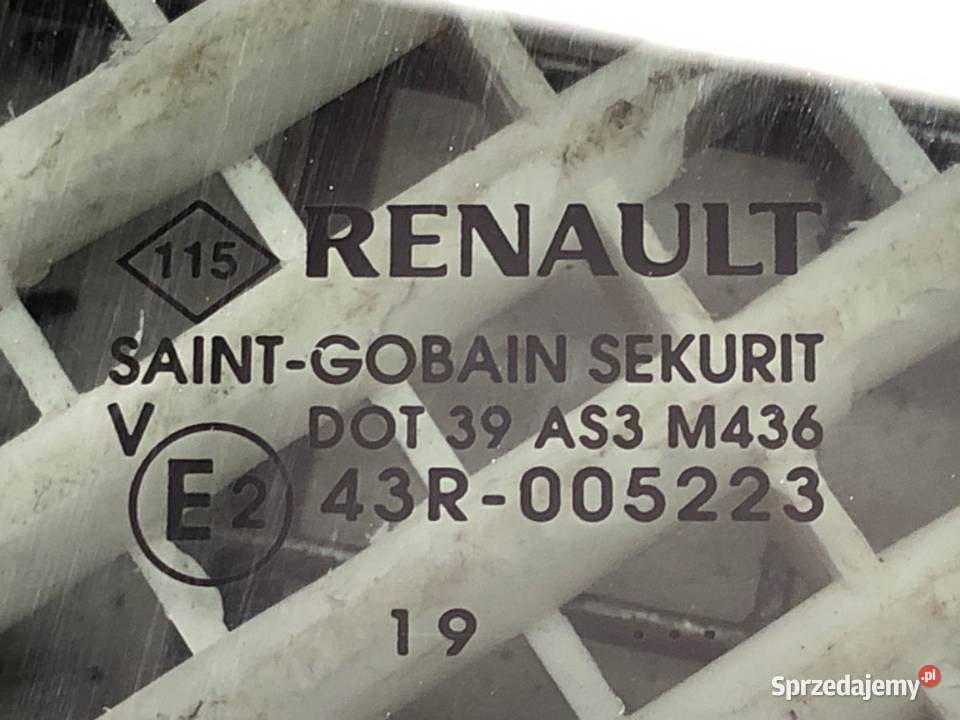 115 RENAULT
SAINT-GOBAIN SEKURIT
V DOT 39 AS3 M436
E2 43R-005223
19 ...
Sprzedajemy.pl